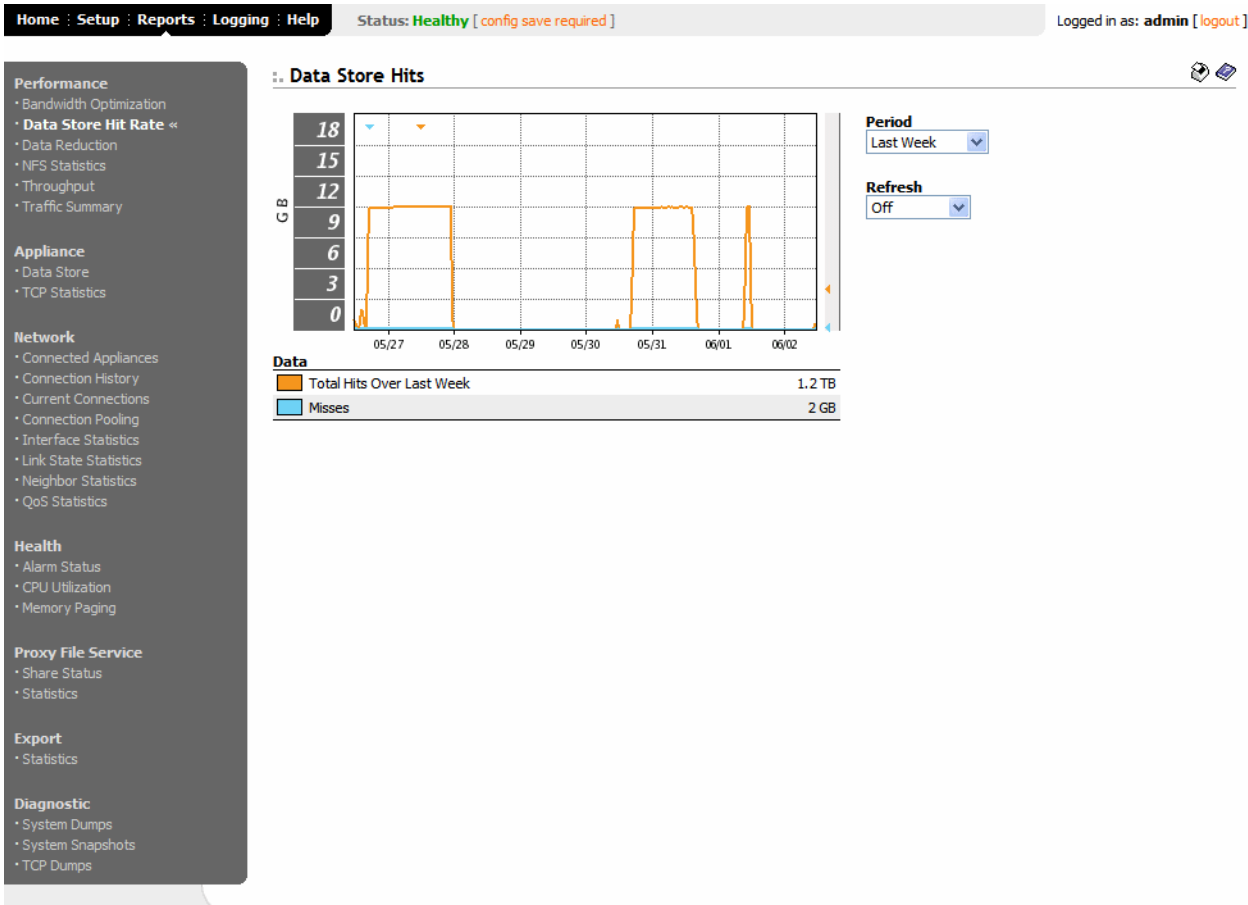 Home : Setup : Reports : Logging : Help
Status: Healthy [ config save required ]
Logged in as: admin [ logout ]
Performance
· Bandwidth Optimization
· Data Store Hit Rate «
· Data Reduction
· NFS Statistics
· Throughput
· Traffic Summary
Appliance
· Data Store
· TCP Statistics
Network
· Connected Appliances
· Connection History
· Current Connections
· Connection Pooling
· Interface Statistics
· Link State Statistics
· Neighbor Statistics
· QoS Statistics
Health
· Alarm Status
· CPU Utilization
· Memory Paging
Proxy File Service
· Share Status
· Statistics
Export
· Statistics
Diagnostic
· System Dumps
· System Snapshots
· TCP Dumps
::. Data Store Hits
GB
18
15
12
9
6
3
0
05/27 05/28 05/29 05/30 05/31 06/01 06/02
Data
Total Hits Over Last Week 1.2 TB
Misses 2 GB
Period
Last Week
Refresh
Off